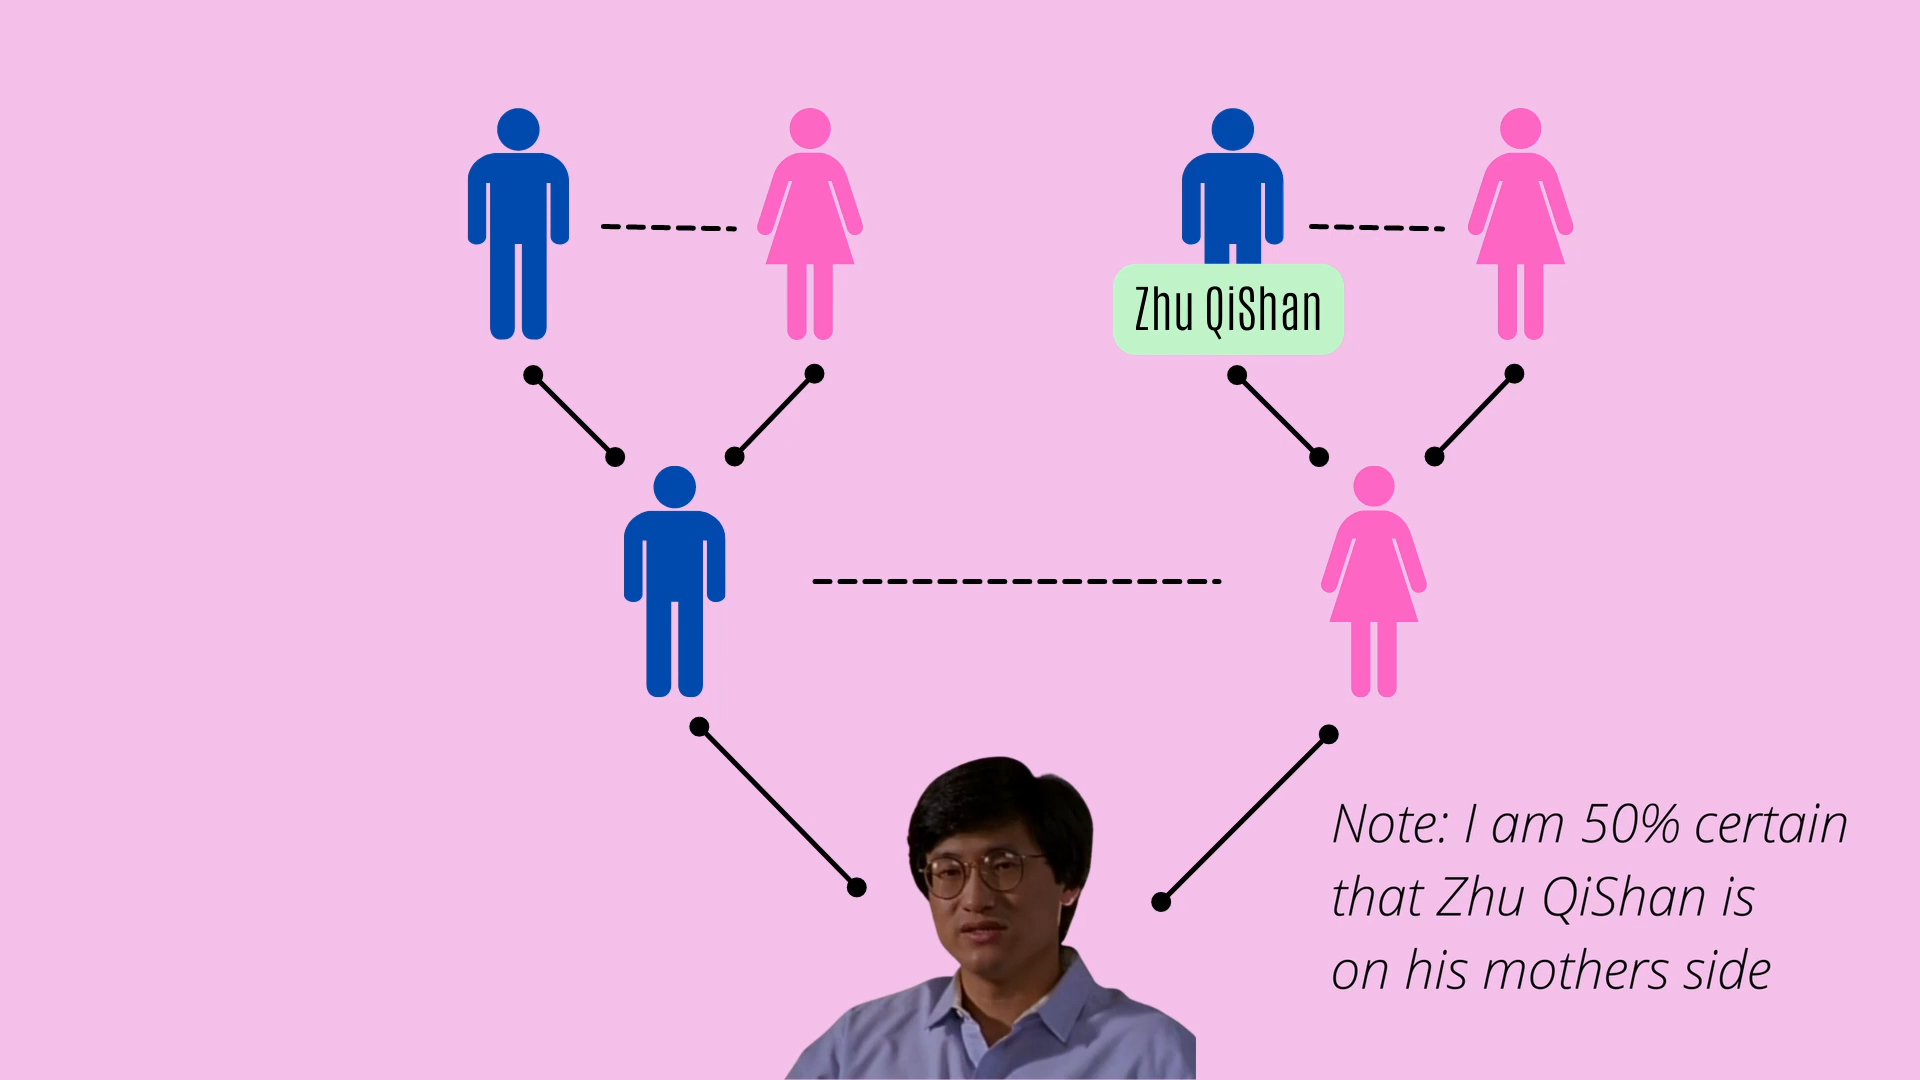 Zhu QiShan
Note: I am 50% certain
that Zhu QiShan is
on his mothers side